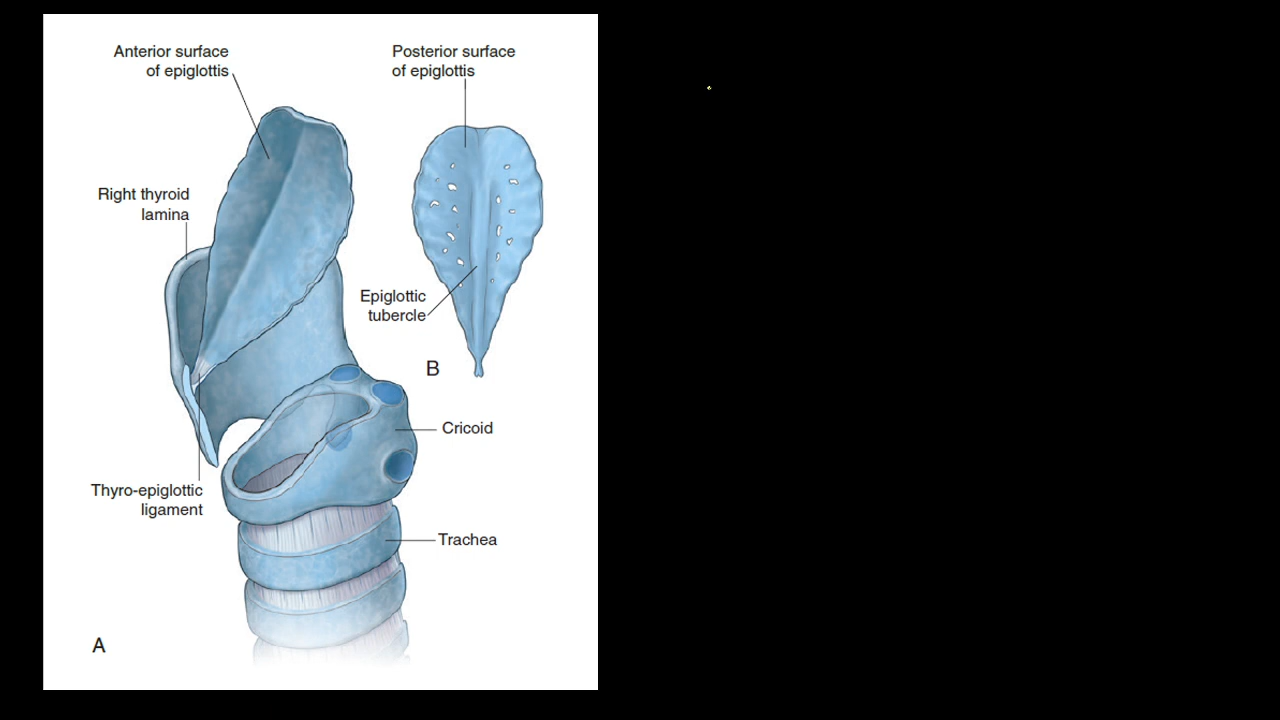 Anterior surface
of epiglottis
Posterior surface
of epiglottis
Right thyroid
lamina
Epiglottic
tubercle
B
Cricoid
Thyro-epiglottic
ligament
Trachea
A